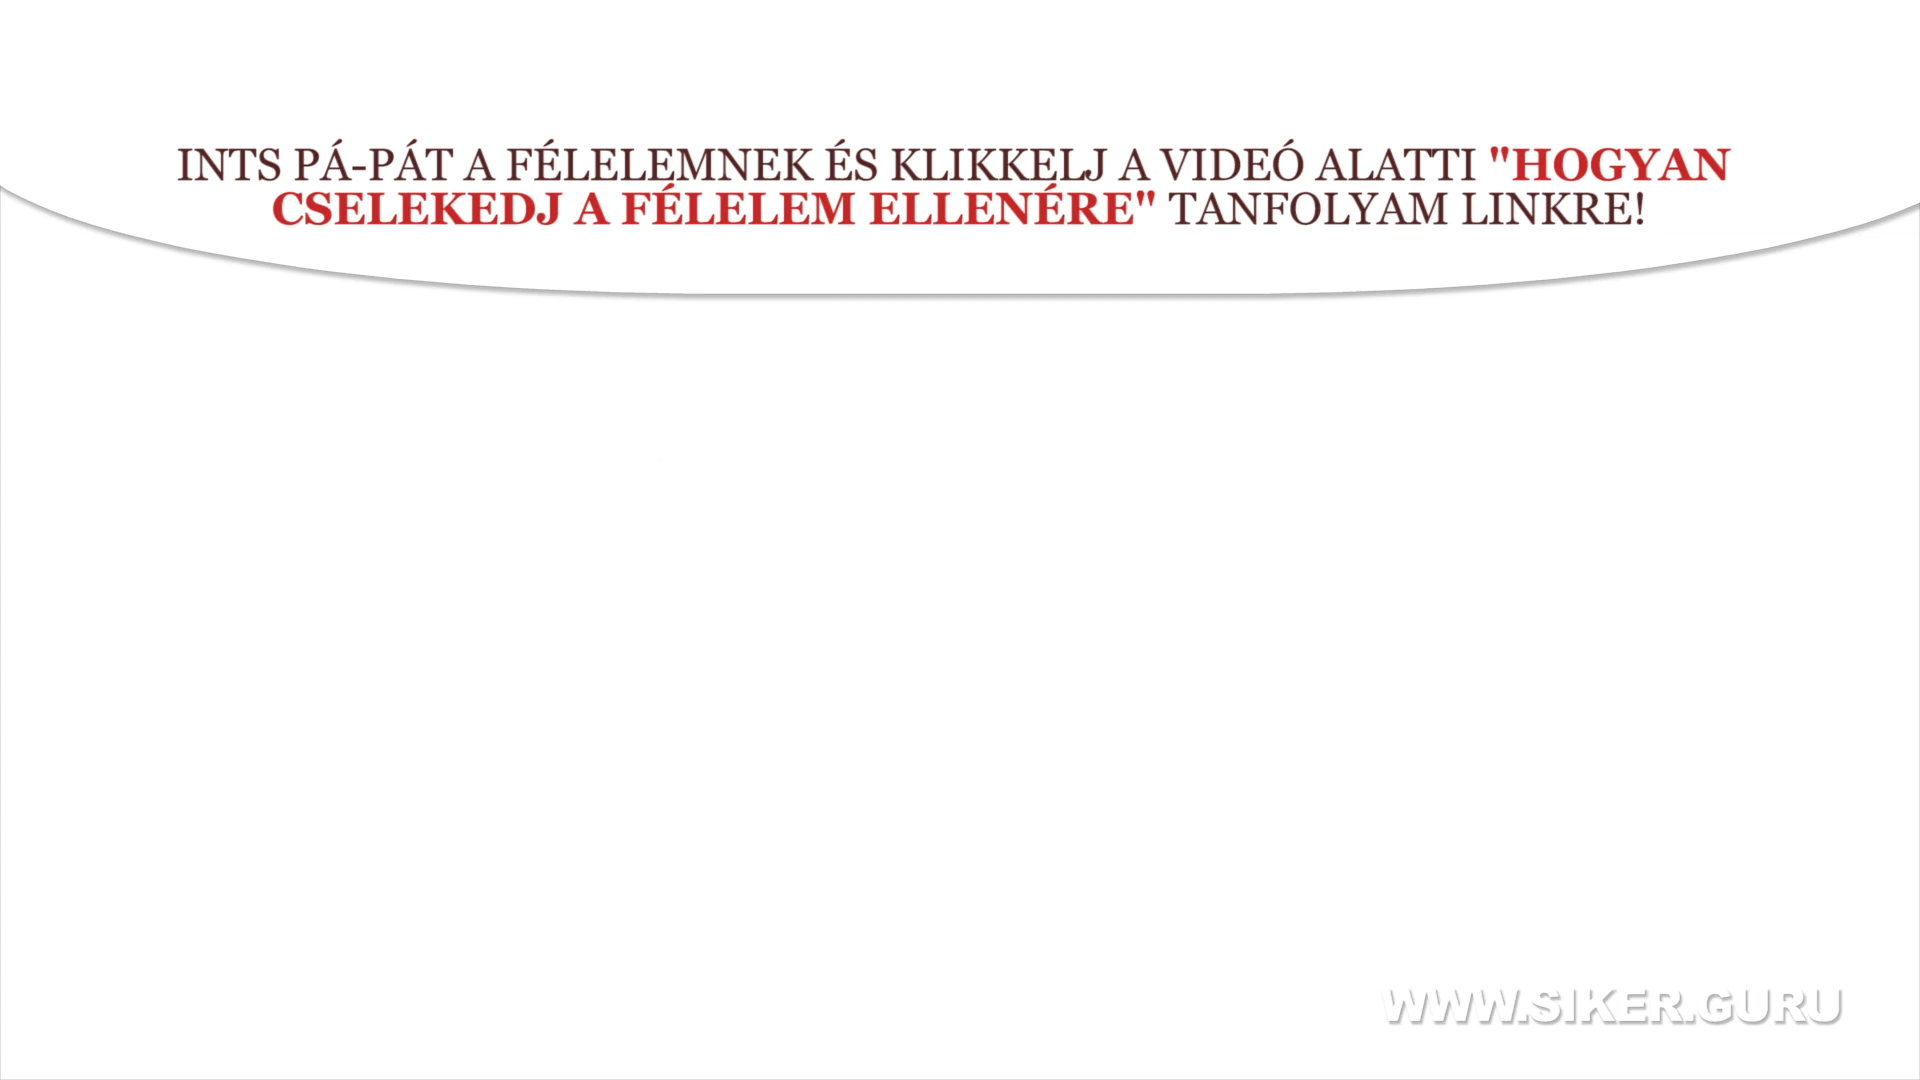 INTS PÁ-PÁT A FÉLELEMNEK ÉS KLIKKELJ A VIDEÓ ALATTI "HOGYAN
CSELEKEDJ A FÉLELEM ELLENÉRE" TANFOLYAM LINKRE!
WWW.SIKER.GURU